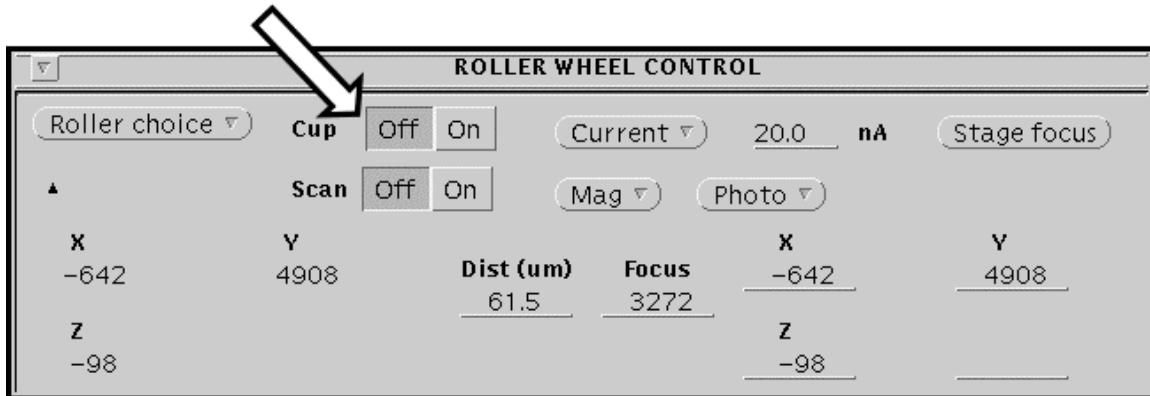 ROLLER WHEEL CONTROL
Roller choice Cup Off On Current 20.0 nA Stage focus
Scan Off On Mag Photo
X Y X Y
−642 4908 Dist (um) Focus −642 4908
61.5 3272
Z Z
−98 −98